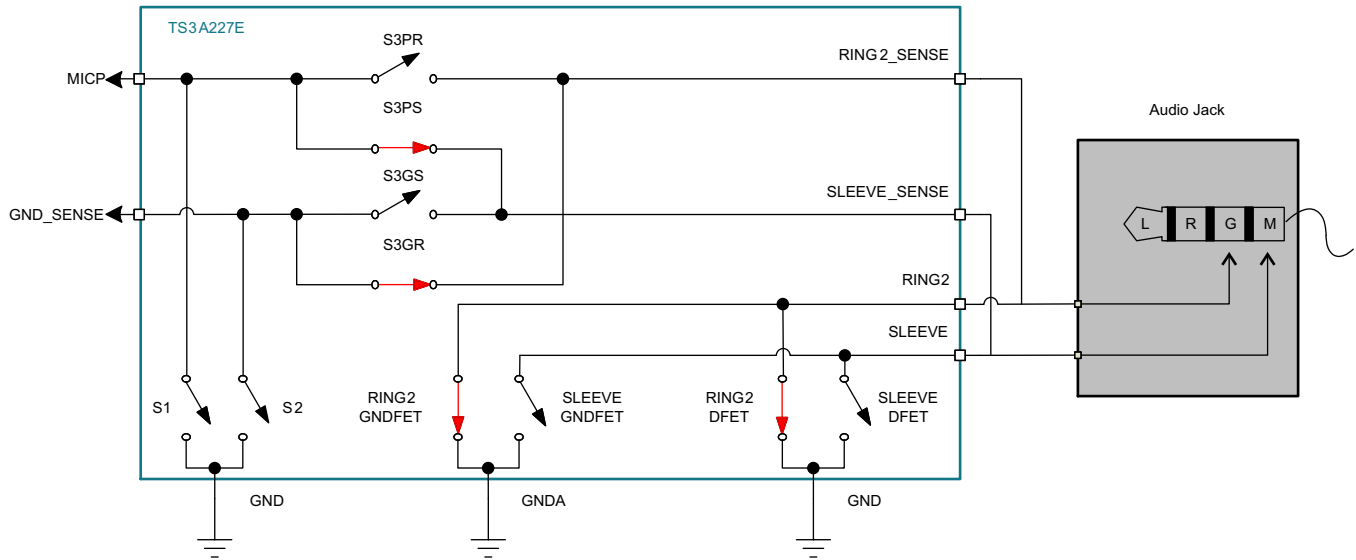 TS3A227E
S3PR
RING2_SENSE
MICP
S3PS
Audio Jack
S3GS
SLEEVE_SENSE
GND_SENSE
L R G M
S3GR
RING2
SLEEVE
S1
S2
RING2
GNDFET
SLEEVE
GNDFET
RING2
DFET
SLEEVE
DFET
GND
GNDA
GND